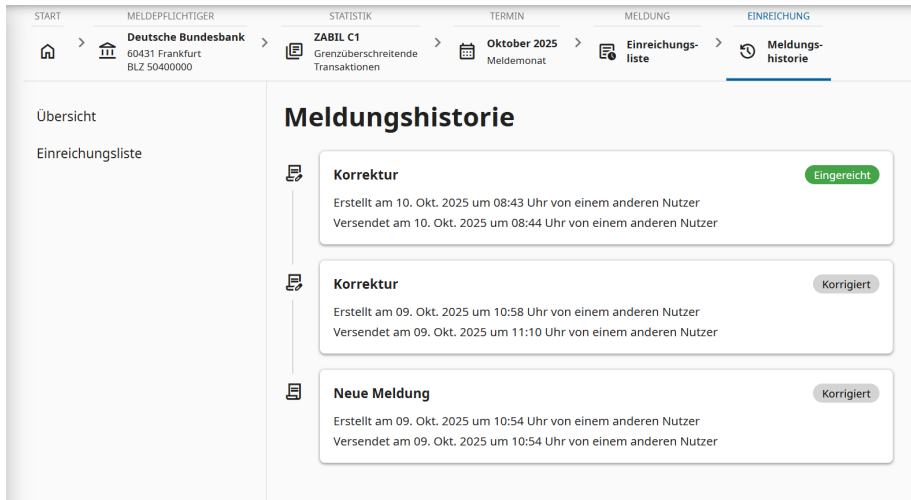 START
MELDEPFLICHTIGER
STATISTIK
TERMIN
MELDUNG
EINREICHUNG
Deutsche Bundesbank
60431 Frankfurt
BLZ 50400000
ZABIL C1
Grenzüberschreitende
Transaktionen
Oktober 2025
Meldemonat
Einreichungs-
liste
Meldungs-
historie
Übersicht
Einreichungsliste
Meldungshistorie
Korrektur
Eingereicht
Erstellt am 10. Okt. 2025 um 08:43 Uhr von einem anderen Nutzer
Versendet am 10. Okt. 2025 um 08:44 Uhr von einem anderen Nutzer
Korrektur
Korrigiert
Erstellt am 09. Okt. 2025 um 10:58 Uhr von einem anderen Nutzer
Versendet am 09. Okt. 2025 um 11:10 Uhr von einem anderen Nutzer
Neue Meldung
Korrigiert
Erstellt am 09. Okt. 2025 um 10:54 Uhr von einem anderen Nutzer
Versendet am 09. Okt. 2025 um 10:54 Uhr von einem anderen Nutzer